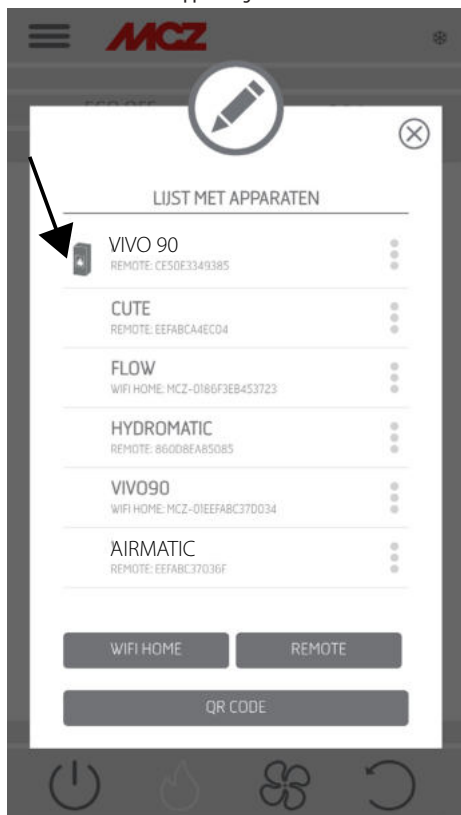 MCZ
LIJST MET APPARATEN
VIVO 90
REMOTE: CE50E3349385
CUTE
REMOTE: EEFABCA4EC04
FLOW
WIFI HOME: MCZ-0186F3EB453723
HYDROMATIC
REMOTE: 860D8EA85085
VIVO90
WIFI HOME: MCZ-01EEFABC37D034
AIRMATIC
REMOTE: EEFABC37036F
WIFI HOME
REMOTE
QR CODE